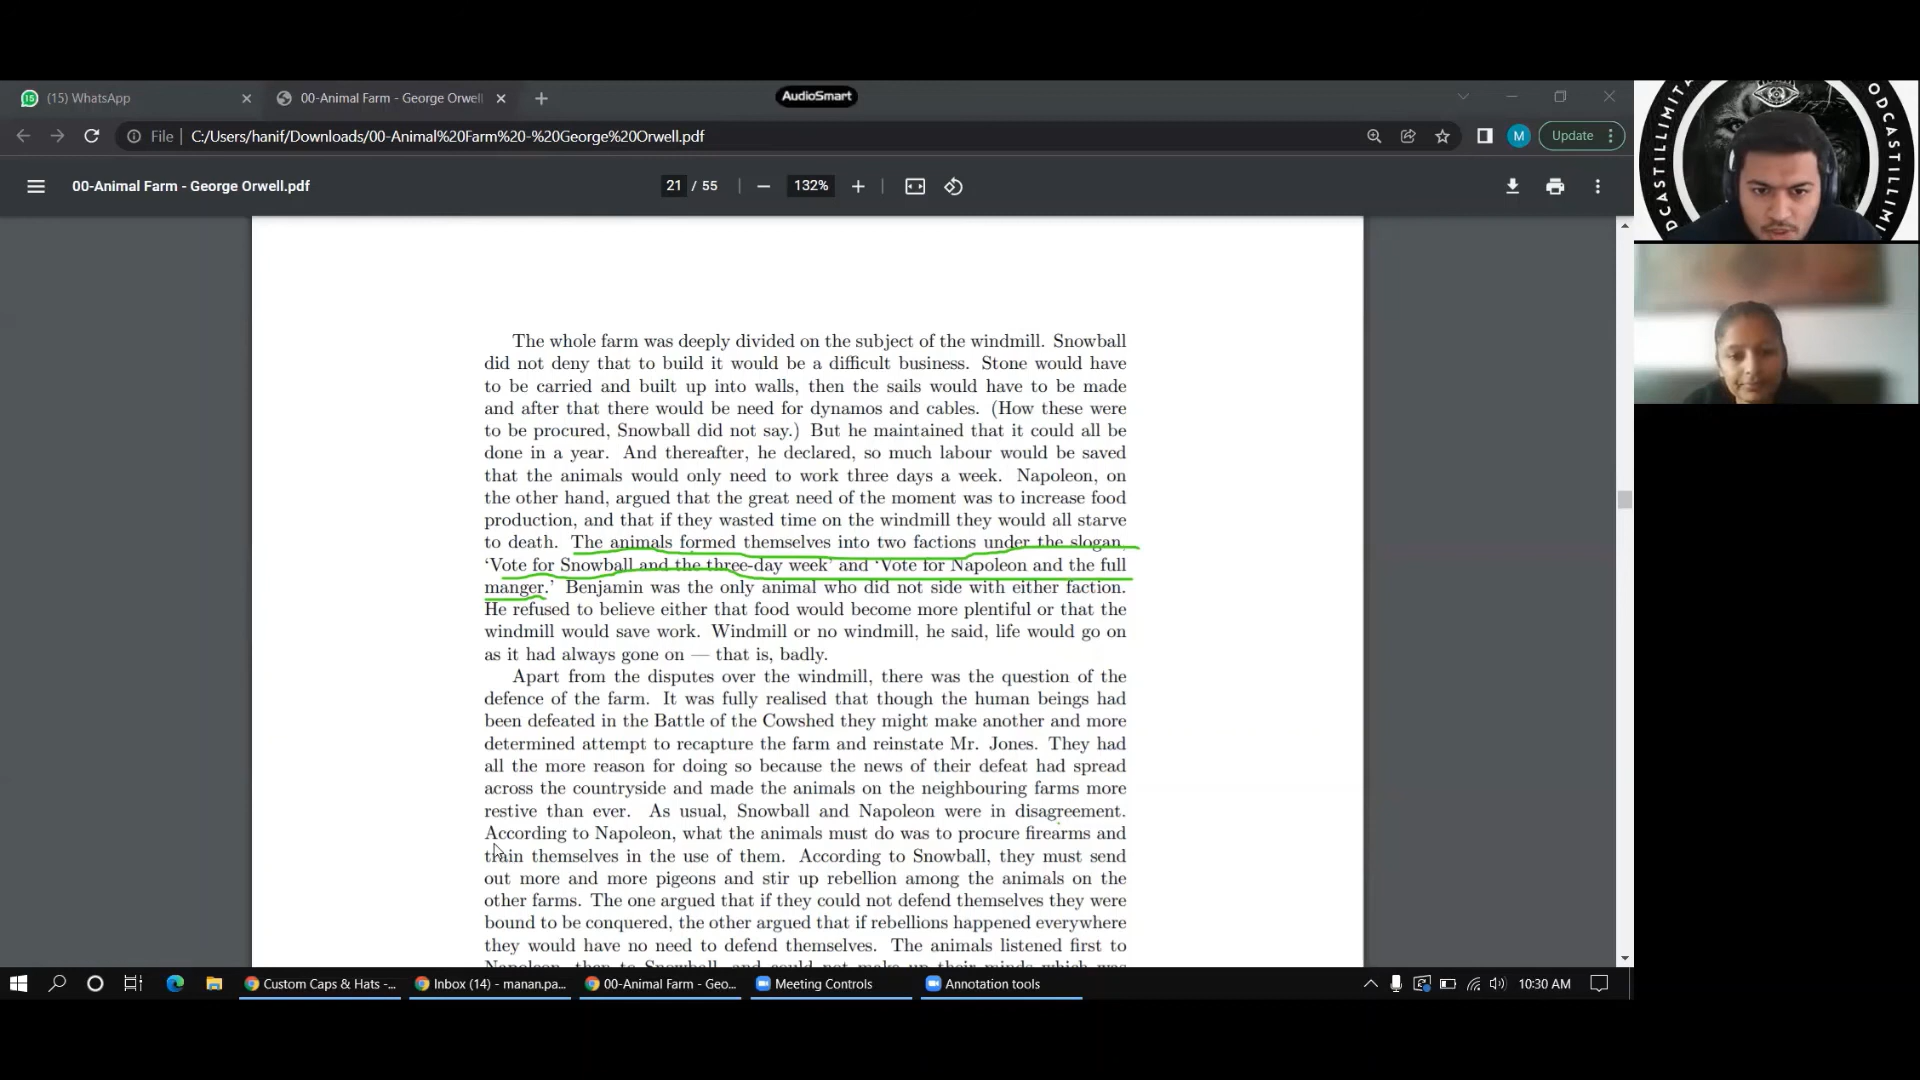 (15) WhatsApp
00-Animal Farm - George Orwell
AudioSmart
File | C:/Users/hanif/Downloads/00-Animal%20Farm%20-%20George%20Orwell.pdf
M
Update
00-Animal Farm - George Orwell.pdf
21 / 55
132%
The whole farm was deeply divided on the subject of the windmill. Snowball
did not deny that to build it would be a difficult business. Stone would have
to be carried and built up into walls, then the sails would have to be made
and after that there would be need for dynamos and cables. (How these were
to be procured, Snowball did not say.) But he maintained that it could all be
done in a year. And thereafter, he declared, so much labour would be saved
that the animals would only need to work three days a week. Napoleon, on
the other hand, argued that the great need of the moment was to increase food
production, and that if they wasted time on the windmill they would all starve
to death. The animals formed themselves into two factions under the slogan,
‘Vote for Snowball and the three-day week’ and ‘Vote for Napoleon and the full
manger.’ Benjamin was the only animal who did not side with either faction.
He refused to believe either that food would become more plentiful or that the
windmill would save work. Windmill or no windmill, he said, life would go on
as it had always gone on — that is, badly.
Apart from the disputes over the windmill, there was the question of the
defence of the farm. It was fully realised that though the human beings had
been defeated in the Battle of the Cowshed they might make another and more
determined attempt to recapture the farm and reinstate Mr. Jones. They had
all the more reason for doing so because the news of their defeat had spread
across the countryside and made the animals on the neighbouring farms more
restive than ever. As usual, Snowball and Napoleon were in disagreement.
According to Napoleon, what the animals must do was to procure firearms and
train themselves in the use of them. According to Snowball, they must send
out more and more pigeons and stir up rebellion among the animals on the
other farms. The one argued that if they could not defend themselves they were
bound to be conquered, the other argued that if rebellions happened everywhere
they would have no need to defend themselves. The animals listened first to
Napoleon, then to Snowball, and could not make up their minds which was
Custom Caps & Hats -...
Inbox (14) - manan.pa...
00-Animal Farm - Geo...
Meeting Controls
Annotation tools
10:30 AM